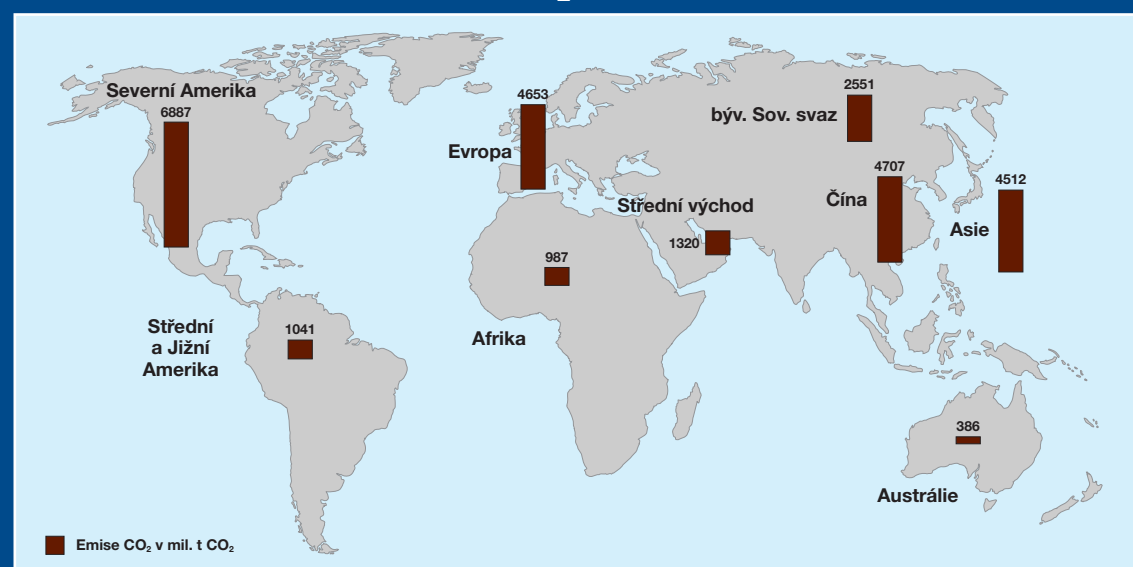 Severní Amerika
6887
4653
Evropa
2551
býv. Sov. svaz
4707
Čína
4512
Asie
Střední východ
1320
987
Afrika
Střední
a Jižní
Amerika
1041
386
Austrálie
Emise CO₂ v mil. t CO₂